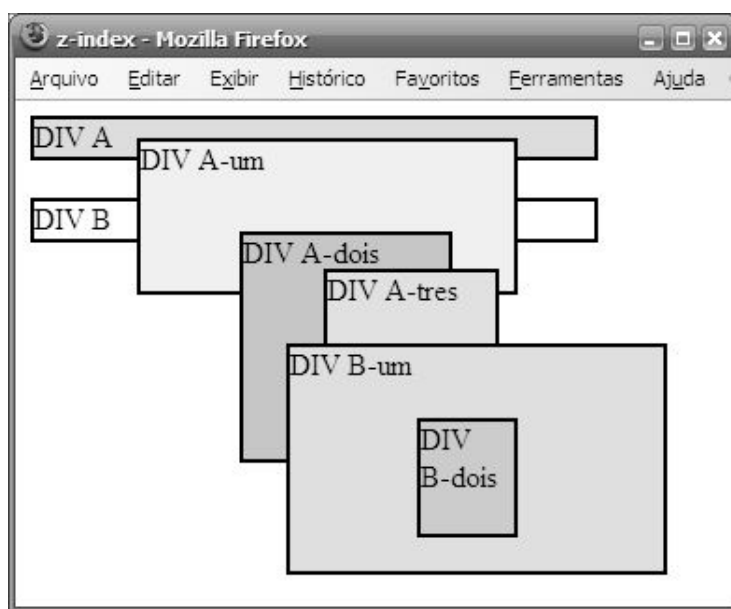 z-index - Mozilla Firefox
Arquivo Editar Exibir Histórico Favoritos Ferramentas Ajuda
DIV A
DIV A-um
DIV B
DIV A-dois
DIV A-tres
DIV B-um
DIV
B-dois